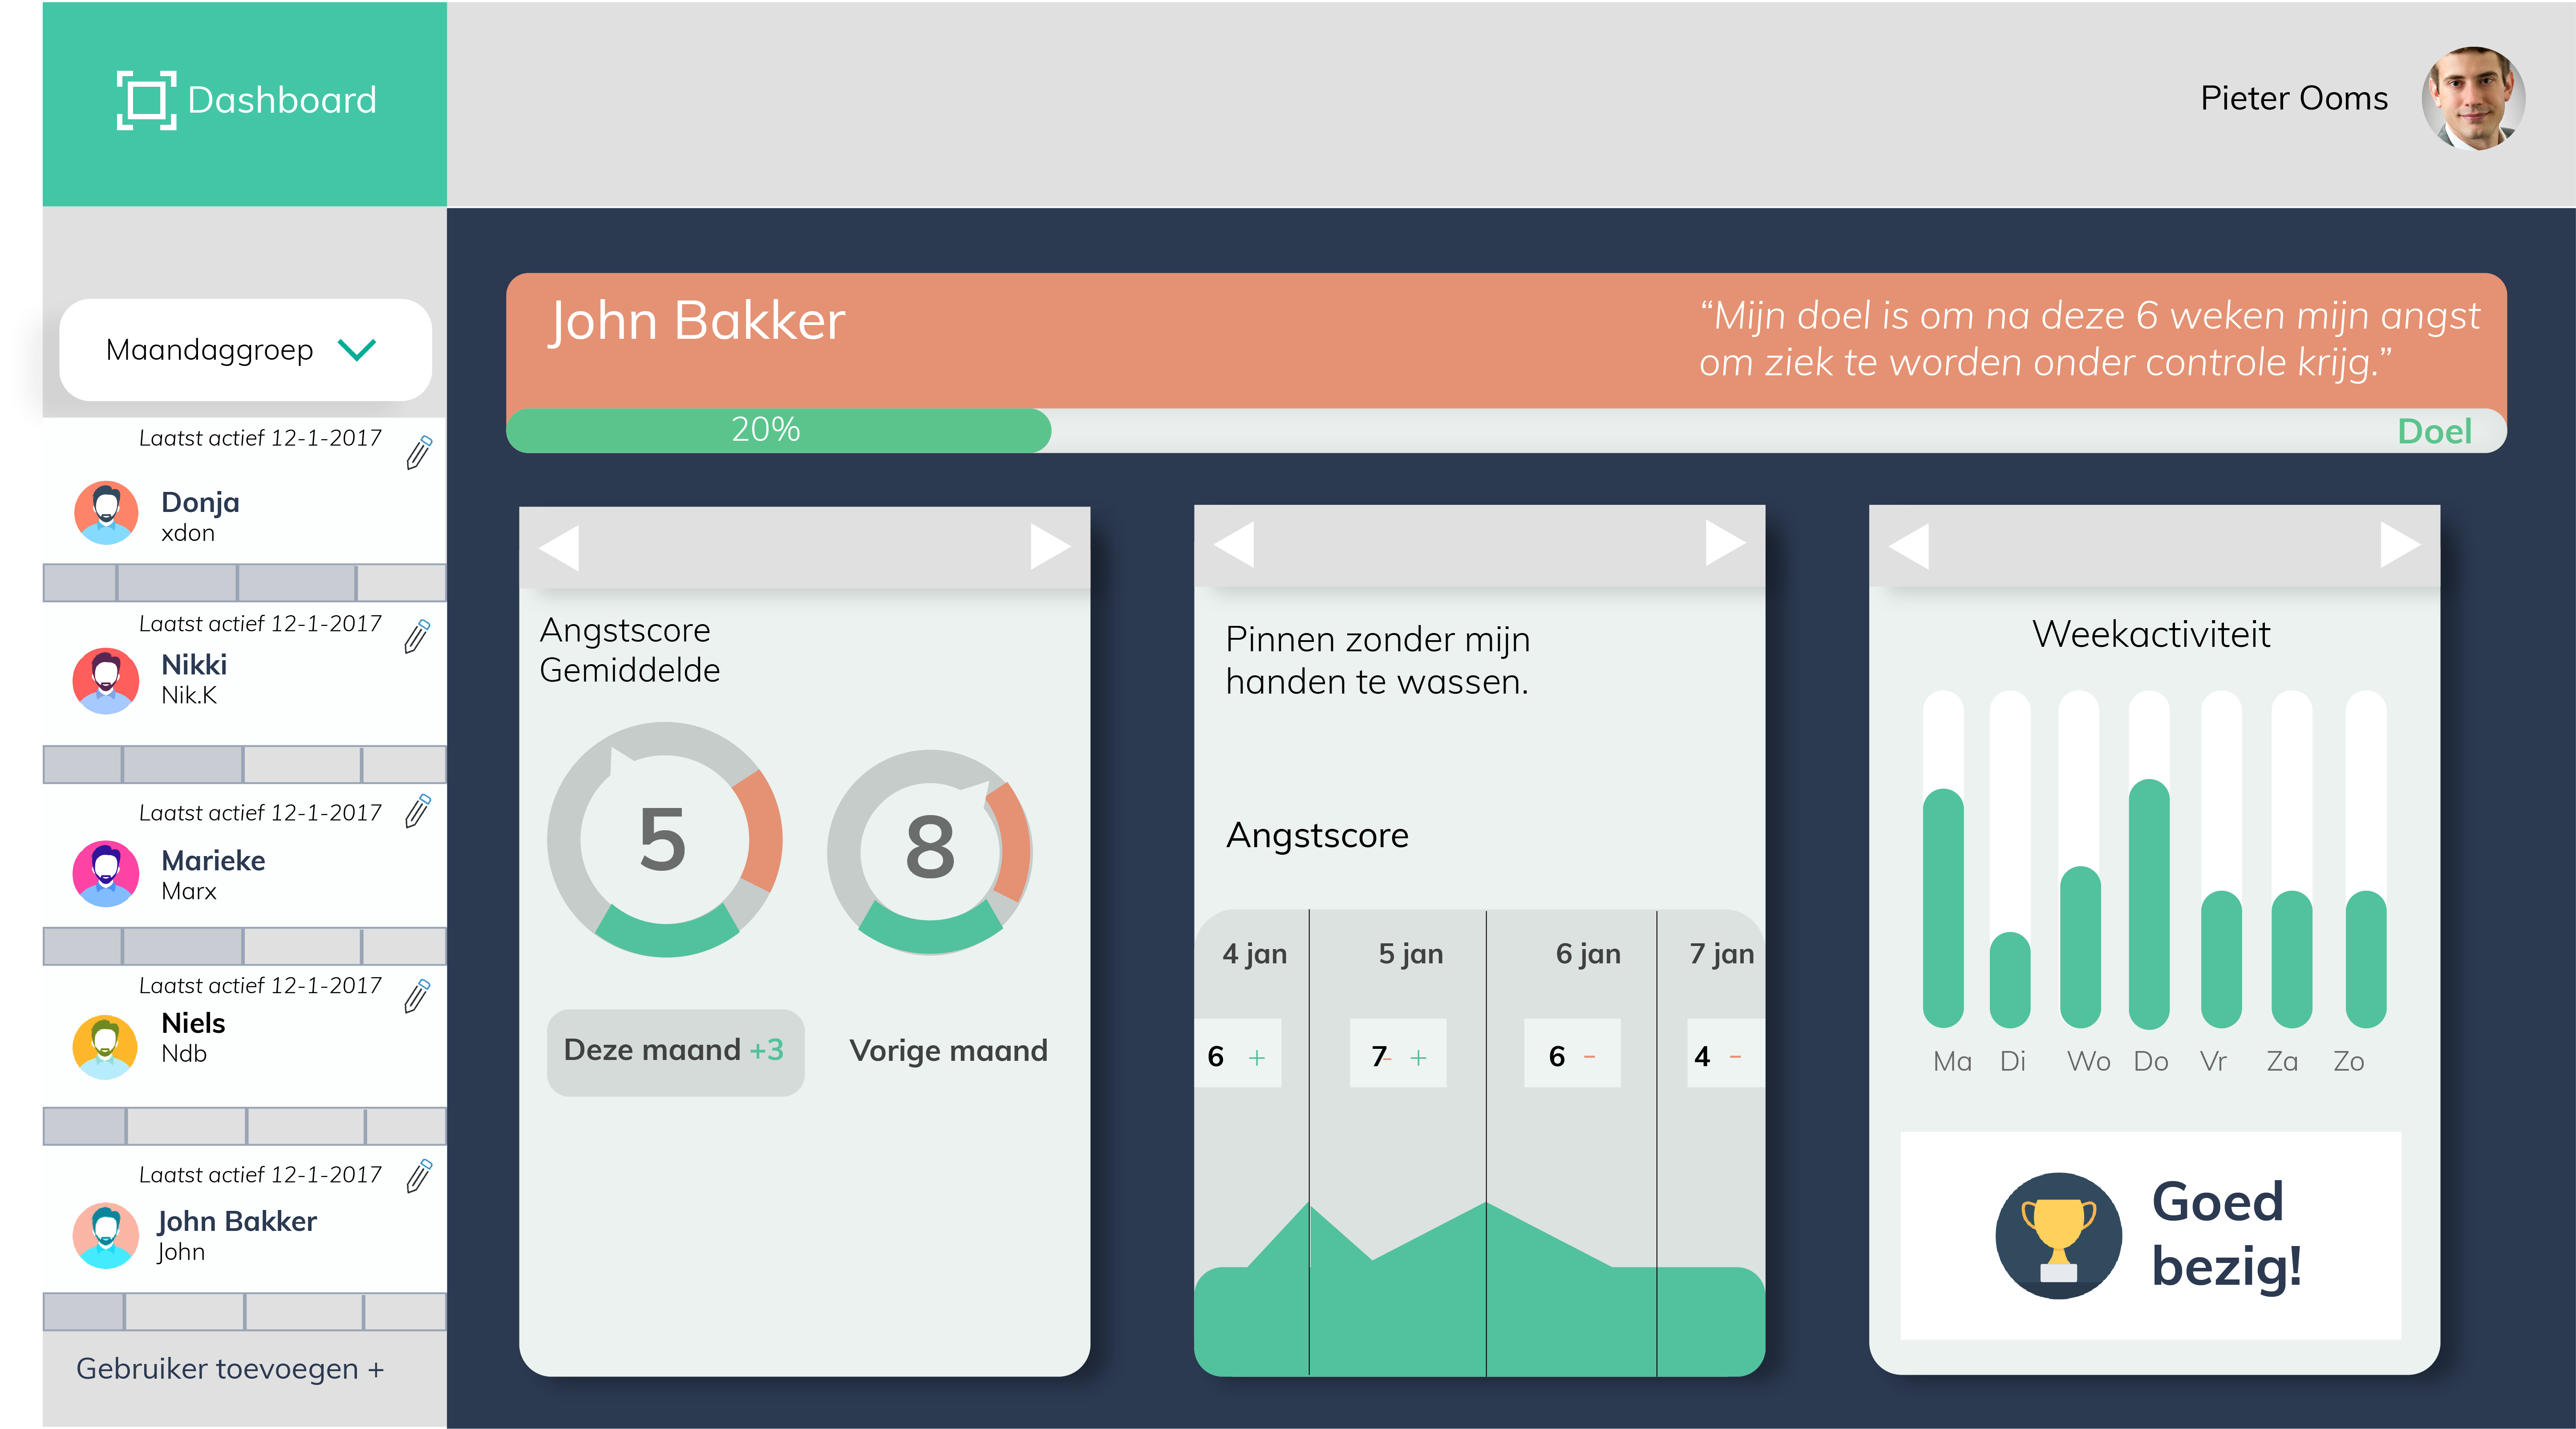 Dashboard
Pieter Ooms
Maandaggroep
Laatst actief 12-1-2017
Donja
xdon
Laatst actief 12-1-2017
Nikki
Nik.K
Laatst actief 12-1-2017
Marieke
Marx
Laatst actief 12-1-2017
Niels
Ndb
Laatst actief 12-1-2017
John Bakker
John
Gebruiker toevoegen +
John Bakker
“Mijn doel is om na deze 6 weken mijn angst
om ziek te worden onder controle krijg.”
20%
Doel
Angstscore
Gemiddelde
5
8
Deze maand +3
Vorige maand
Pinnen zonder mijn
handen te wassen.
Angstscore
4 jan 5 jan 6 jan 7 jan
6 + 7 - + 6 - 4 -
Weekactiviteit
Ma Di Wo Do Vr Za Zo
Goed
bezig!